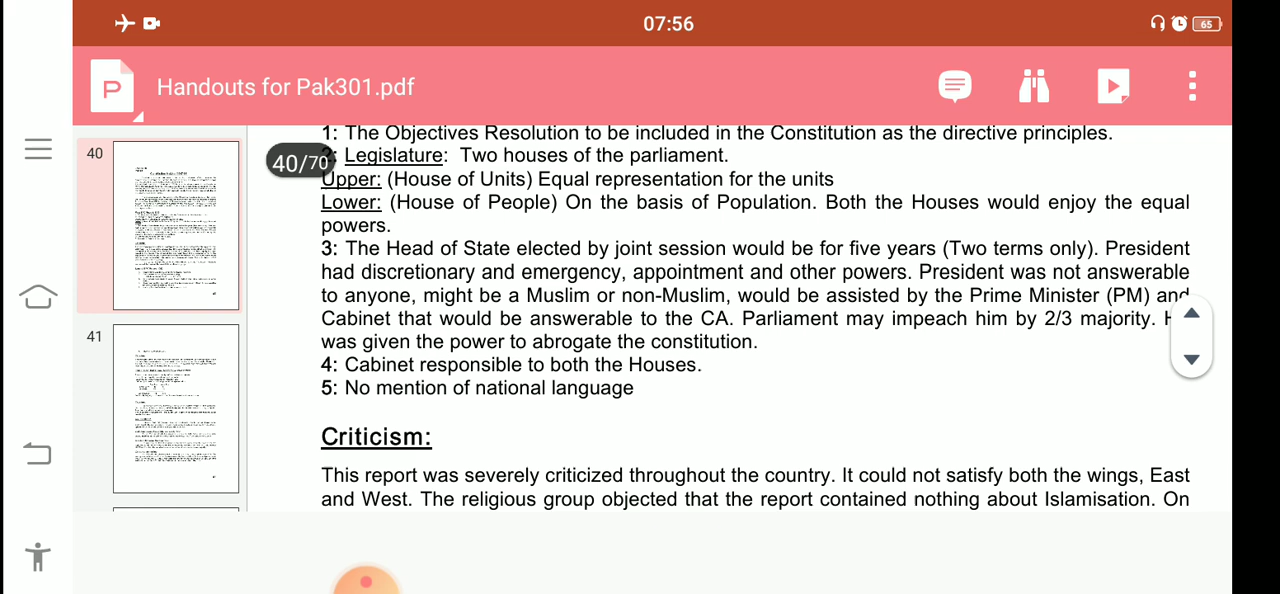 07:56
65
P
Handouts for Pak301.pdf
40
40/70
41
1: The Objectives Resolution to be included in the Constitution as the directive principles.
2: Legislature: Two houses of the parliament.
Upper: (House of Units) Equal representation for the units
Lower: (House of People) On the basis of Population. Both the Houses would enjoy the equal
powers.
3: The Head of State elected by joint session would be for five years (Two terms only). President
had discretionary and emergency, appointment and other powers. President was not answerable
to anyone, might be a Muslim or non-Muslim, would be assisted by the Prime Minister (PM) and
Cabinet that would be answerable to the CA. Parliament may impeach him by 2/3 majority.
was given the power to abrogate the constitution.
4: Cabinet responsible to both the Houses.
5: No mention of national language
Criticism:
This report was severely criticized throughout the country. It could not satisfy both the wings, East
and West. The religious group objected that the report contained nothing about Islamisation. On